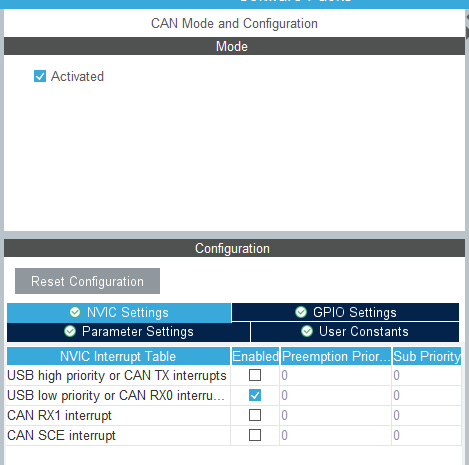 CAN Mode and Configuration
Mode
Activated
Configuration
Reset Configuration
NVIC Settings GPIO Settings
Parameter Settings User Constants
NVIC Interrupt Table Enabled Preemption Prior... Sub Priority
USB high priority or CAN TX interrupts 0 0
USB low priority or CAN RX0 interru... 0 0
CAN RX1 interrupt 0 0
CAN SCE interrupt 0 0